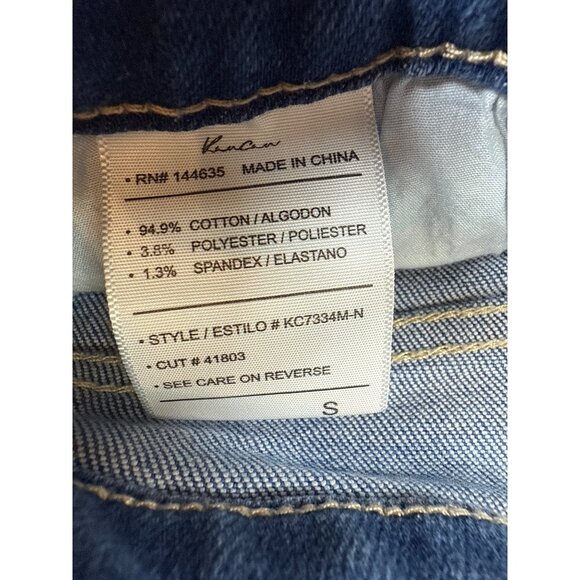 KanCan
• RN# 144635 MADE IN CHINA
• 94.9% COTTON / ALGODON
• 3.8% POLYESTER / POLIESTER
• 1.3% SPANDEX / ELASTANO
• STYLE / ESTILO # KC7334M-N
• CUT # 41803
• SEE CARE ON REVERSE
S